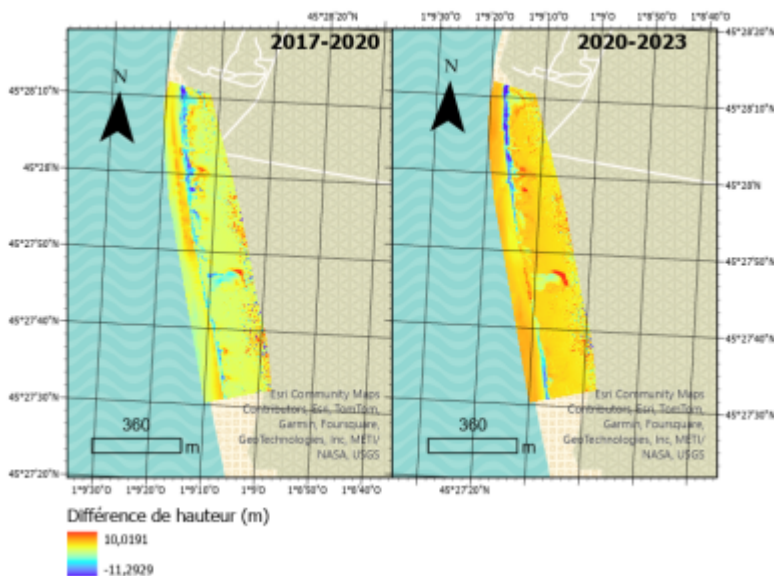 45°28'20"N 1°9'30"O 1°9'20"O 1°9'10"O 1°9'0"O 1°8'50"O 1°8'40"O
2017-2020 2020-2023
45°28'20"N
N N
45°28'10"N 45°28'10"N
45°28'N 45°28'N
45°27'50"N 45°27'50"N
45°27'40"N 45°27'40"N
45°27'30"N 45°27'30"N
Esri Community Maps
Contributors, Esri, TomTom,
Garmin, Foursquare,
GeoTechnologies, Inc, METI/
NASA, USGS
360
m
Esri Community Maps
Contributors, Esri, TomTom,
Garmin, Foursquare,
GeoTechnologies, Inc, METI/
NASA, USGS
360
m
45°27'20"N
1°9'30"O 1°9'20"O 1°9'10"O 1°9'0"O 1°8'50"O 1°8'40"O 45°27'20"N
Différence de hauteur (m)
10,0191
-11,2929